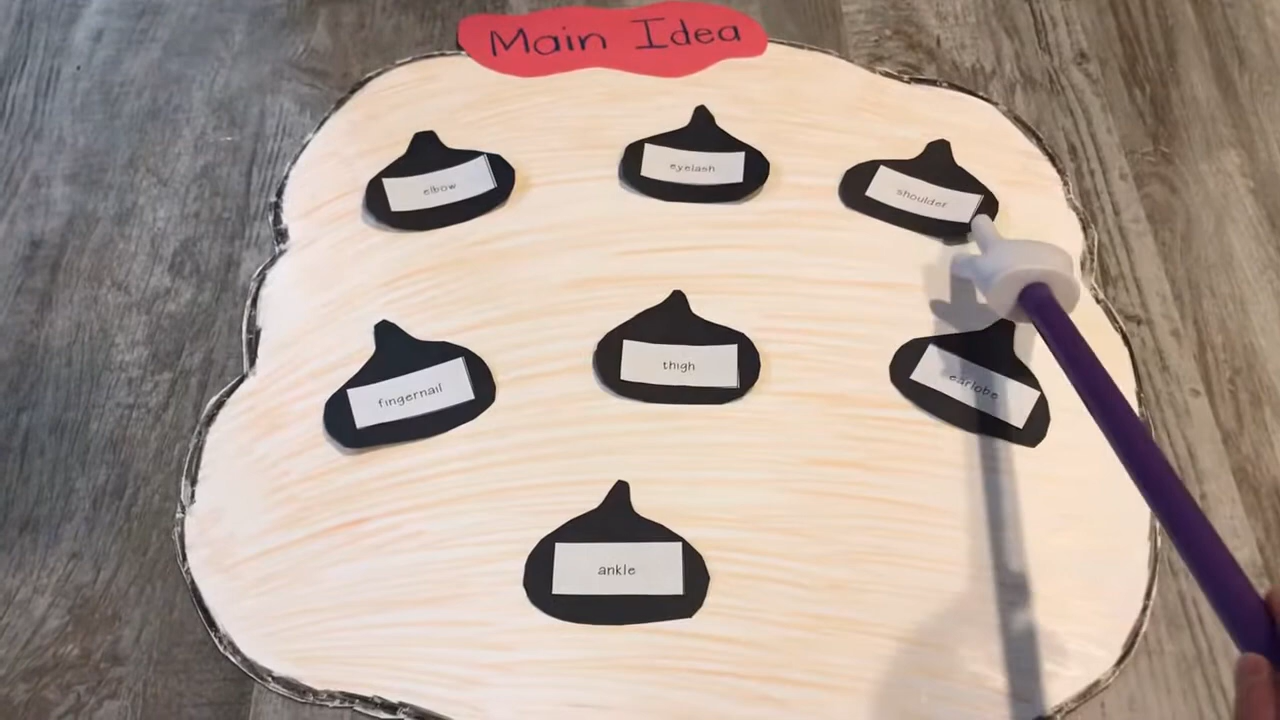 Main Idea
elbow
eyelash
shoulder
fingernail
thigh
earlobe
ankle